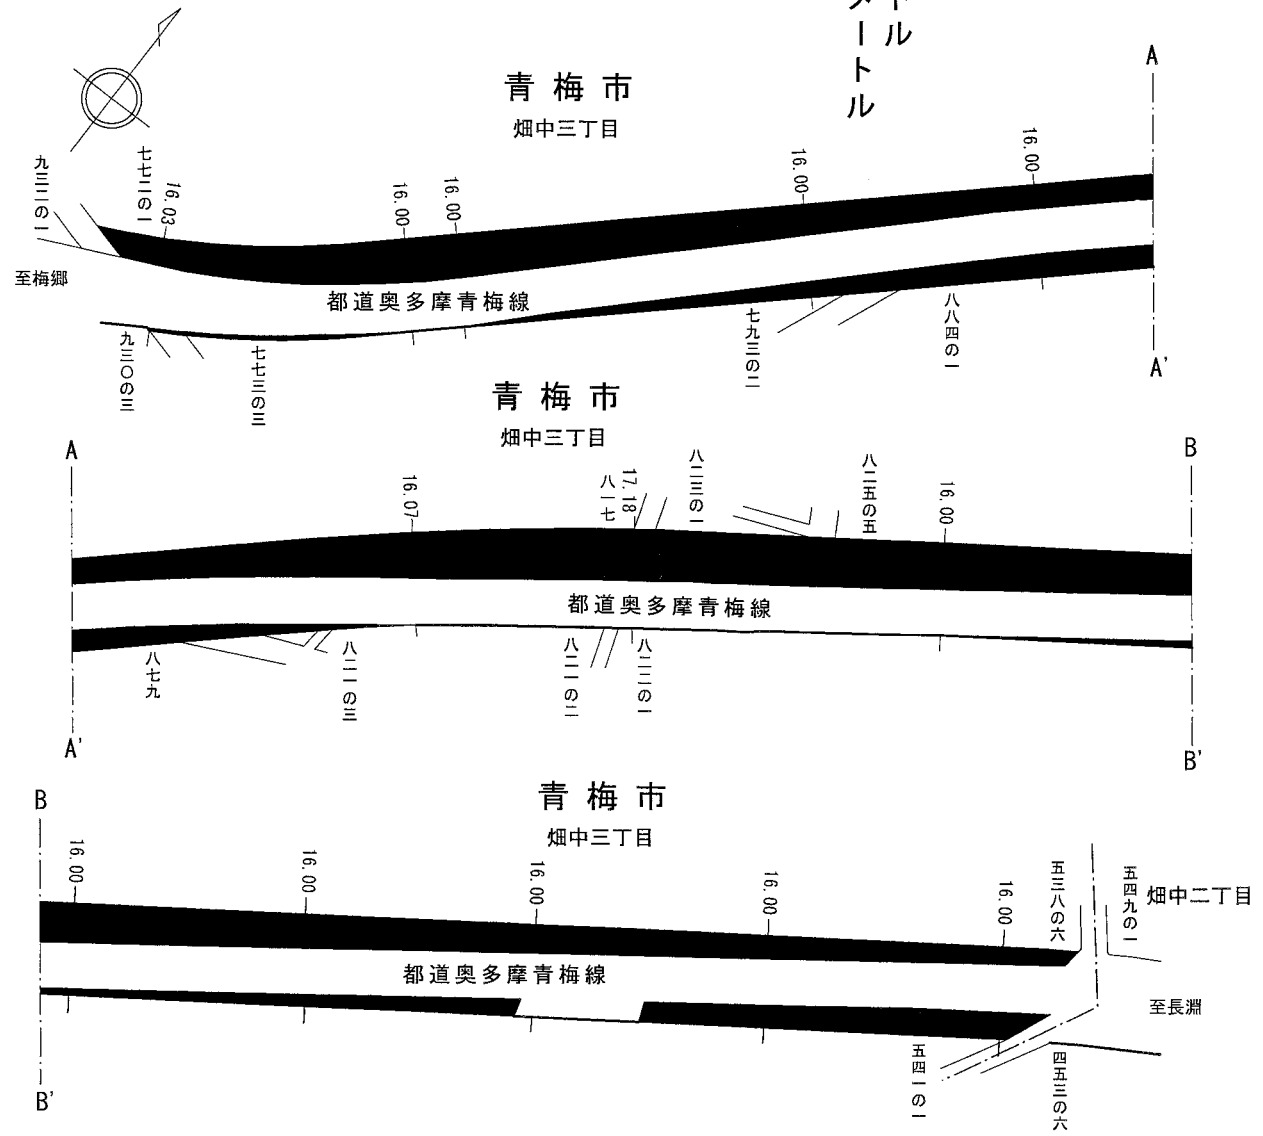 トル
メートル
青梅市
畑中三丁目
A
九三二の一
七七二の一
16.03
16.00
16.00
16.00
16.00
至梅郷
都道奥多摩青梅線
九三〇の三
七七三の三
七九三の二
八八四の一
A'
青梅市
畑中三丁目
A
B
16.07
八一七
17.18
八二三の一
八二五の五
16.00
都道奥多摩青梅線
八七九
八二一の三
八二一の二
八二二の一
A'
B'
青梅市
畑中三丁目
B
16.00
16.00
16.00
16.00
16.00
五三八の六
五四九の一
畑中二丁目
都道奥多摩青梅線
至長淵
五四一の一
四五三の六
B'